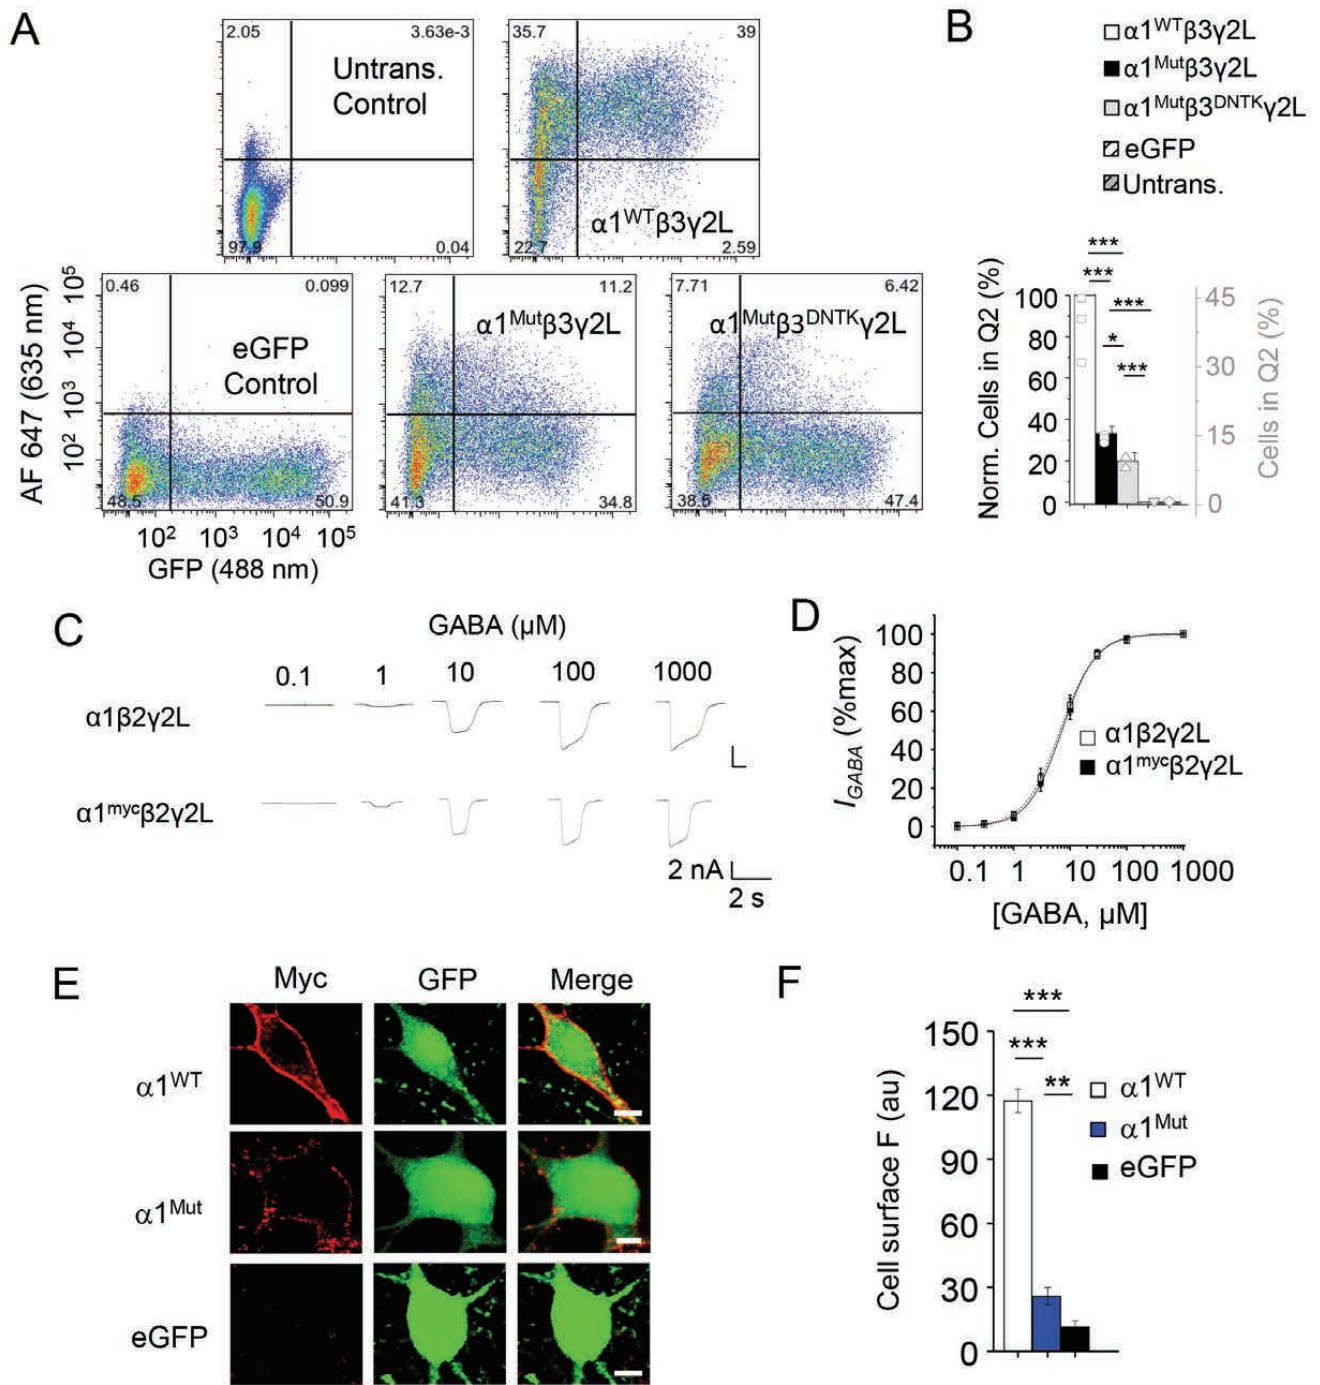 A
2.05
3.63e-3
Untrans.
Control
97.9
0.04
35.7
39
α1WTβ3γ2L
22.7
2.59
AF 647 (635 nm)
10⁵
10⁴
10³
10²
0.46
0.099
eGFP
Control
48.5
50.9
12.7
11.2
α1Mutβ3γ2L
41.3
34.8
7.71
6.42
α1Mutβ3DNTKγ2L
38.5
47.4
10² 10³ 10⁴ 10⁵
GFP (488 nm)
B
α1WTβ3γ2L
α1Mutβ3γ2L
α1Mutβ3DNTKγ2L
eGFP
Untrans.
***
***
***
*
***
Norm. Cells in Q2 (%)
100
80
60
40
20
0
45
30
15
0
Cells in Q2 (%)
C
GABA (µM)
0.1 1 10 100 1000
α1β2γ2L
α1mycβ2γ2L
2 nA
2 s
D
IGABA (%max)
100
80
60
40
20
0
α1β2γ2L
α1mycβ2γ2L
0.1 1 10 100 1000
[GABA, µM]
E
Myc GFP Merge
α1WT
α1Mut
eGFP
F
***
***
**
Cell surface F (au)
150
120
90
60
30
0
α1WT
α1Mut
eGFP